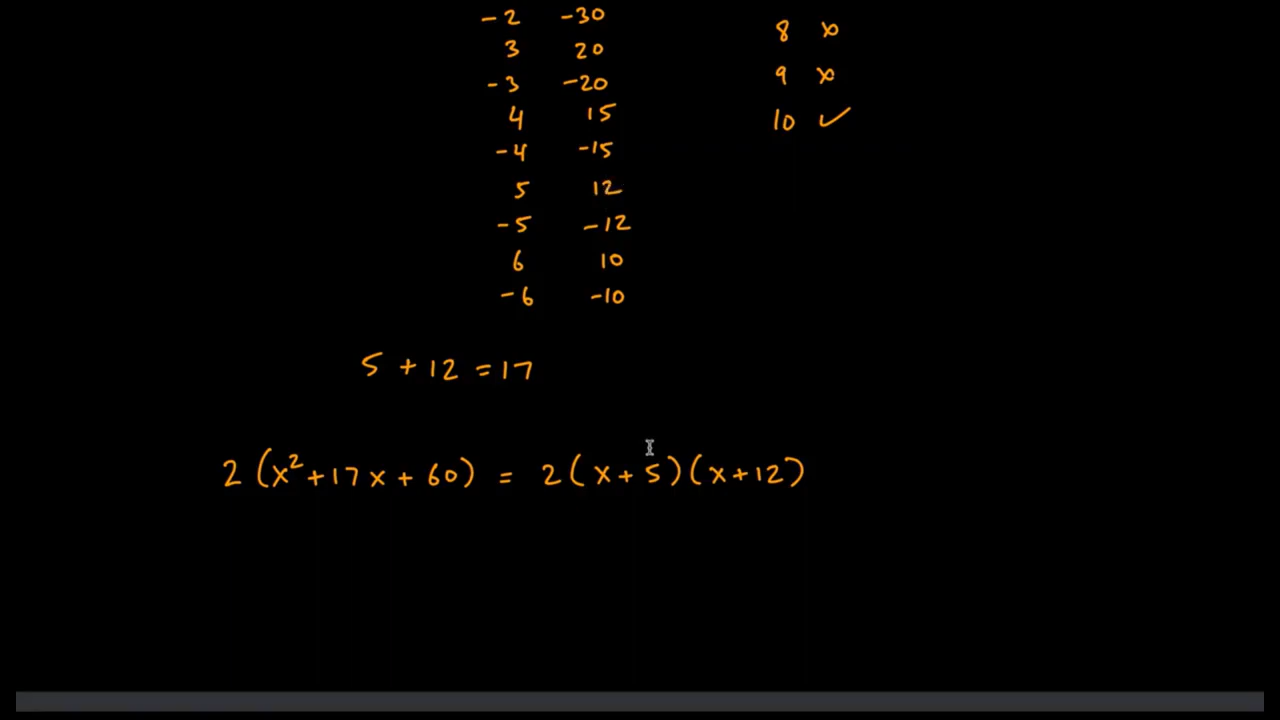 -2 -30
3 20
-3 -20
4 15
-4 -15
5 12
-5 -12
6 10
-6 -10
8 x
9 x
10 ✓
5 + 12 = 17
2(x²+17x+60) = 2(x+5)(x+12)